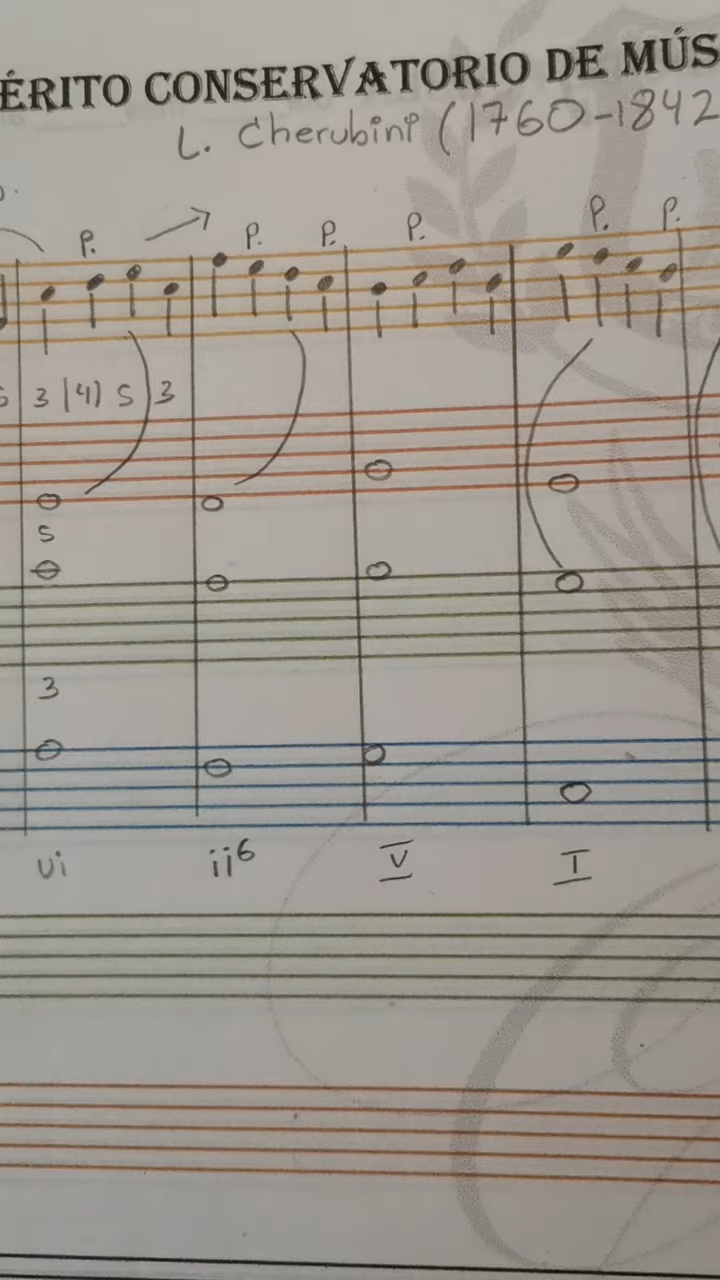 ÉRITO CONSERVATORIO DE MÚS
L. Cherubini (1760-1842
P. P. P. P. P. P.
3 (4) 5 3
5
3
vi ii6 V I